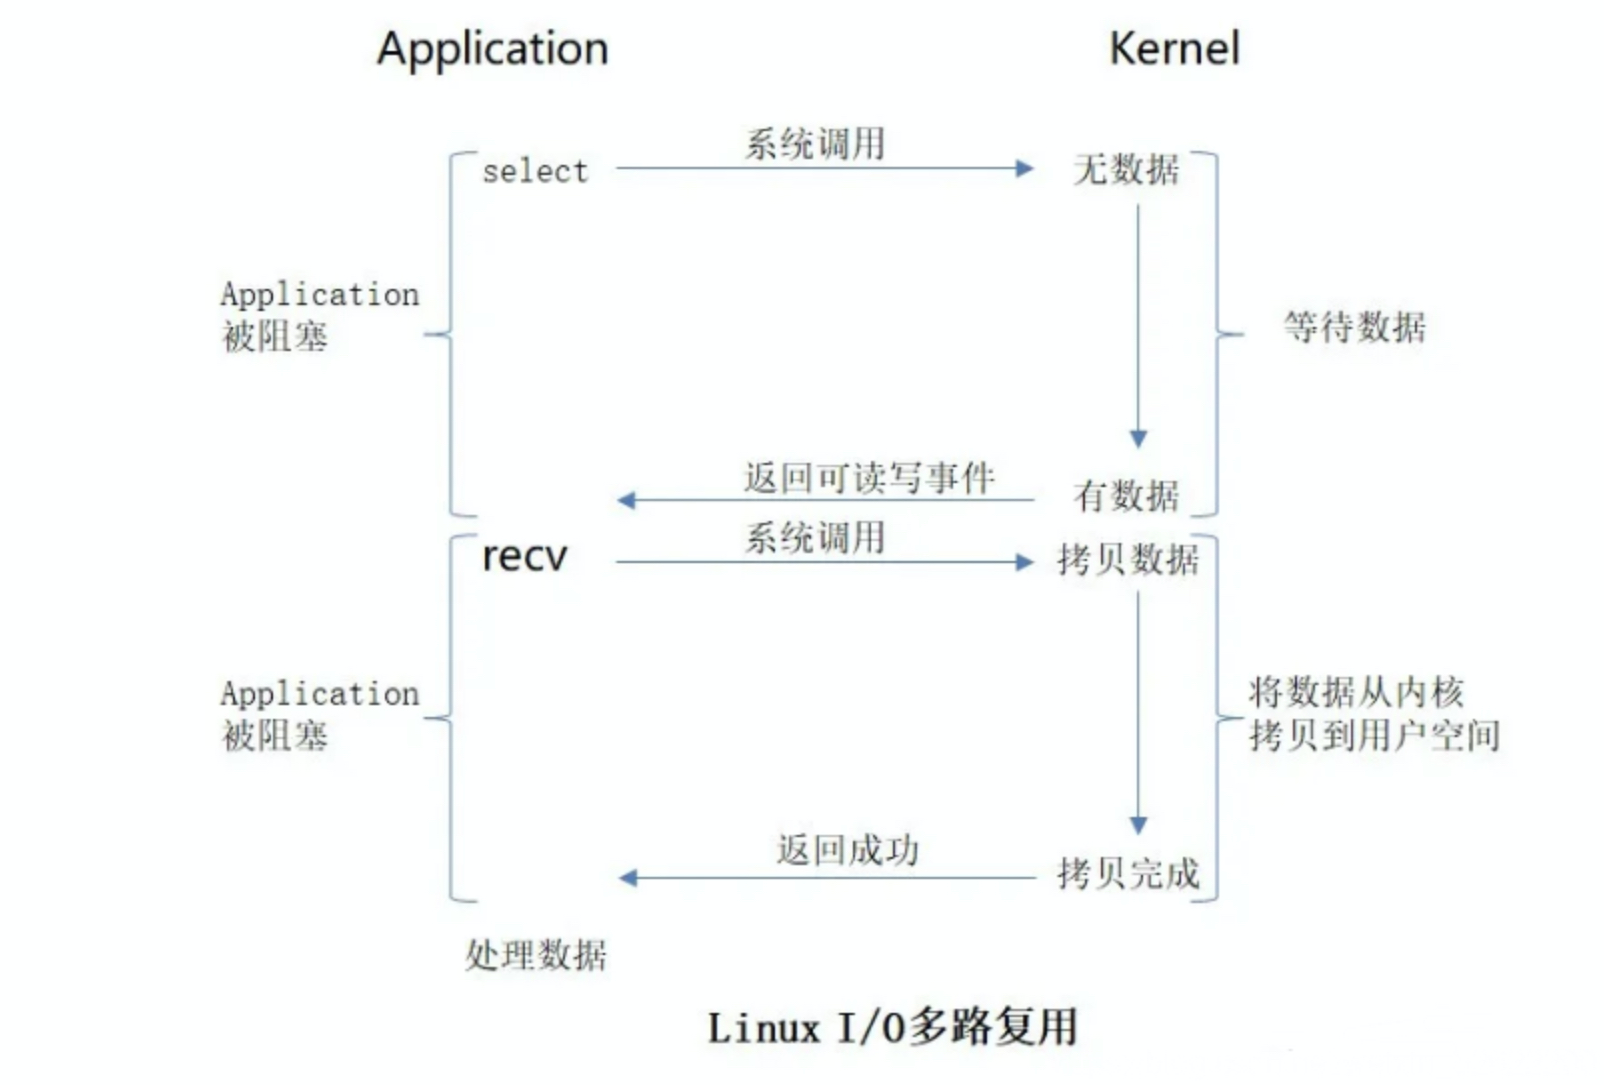 Application
Kernel
系统调用
select
无数据
Application
被阻塞
等待数据
返回可读写事件
有数据
系统调用
recv
拷贝数据
Application
被阻塞
将数据从内核
拷贝到用户空间
返回成功
拷贝完成
处理数据
Linux I/O多路复用